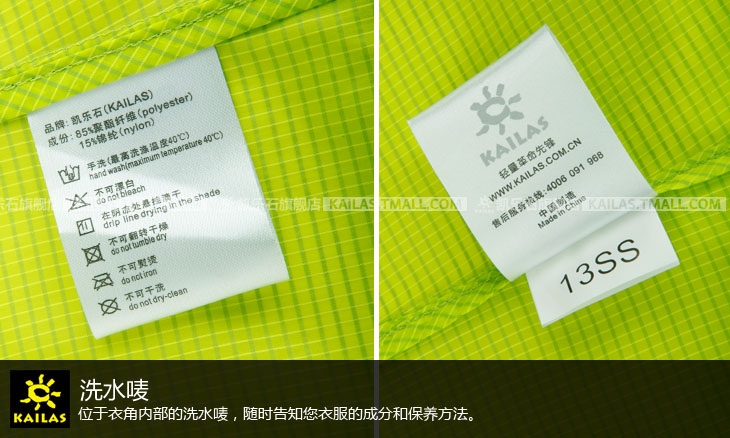 品牌: 凯乐石(KAILAS)
成份: 85%聚酯纤维(polyester)
15%锦纶(nylon)
手洗(最高洗涤温度40℃)
hand wash(maximum temperature 40℃)
不可漂白
do not bleach
在阴凉处悬挂滴干
drip line drying in the shade
不可翻转干燥
do not tumble dry
不可熨烫
do not iron
不可干洗
do not dry-clean
KAILAS
轻量革命先锋
WWW.KAILAS.COM.CN
售后服务热线:4006 091 968
中国制造
Made in China
13SS
乐石旗舰店 KAILAS.TMALL.COM
KAILAS.TMALL.COM
KAILAS
洗水唛
位于衣角内部的洗水唛，随时告知您衣服的成分和保养方法。